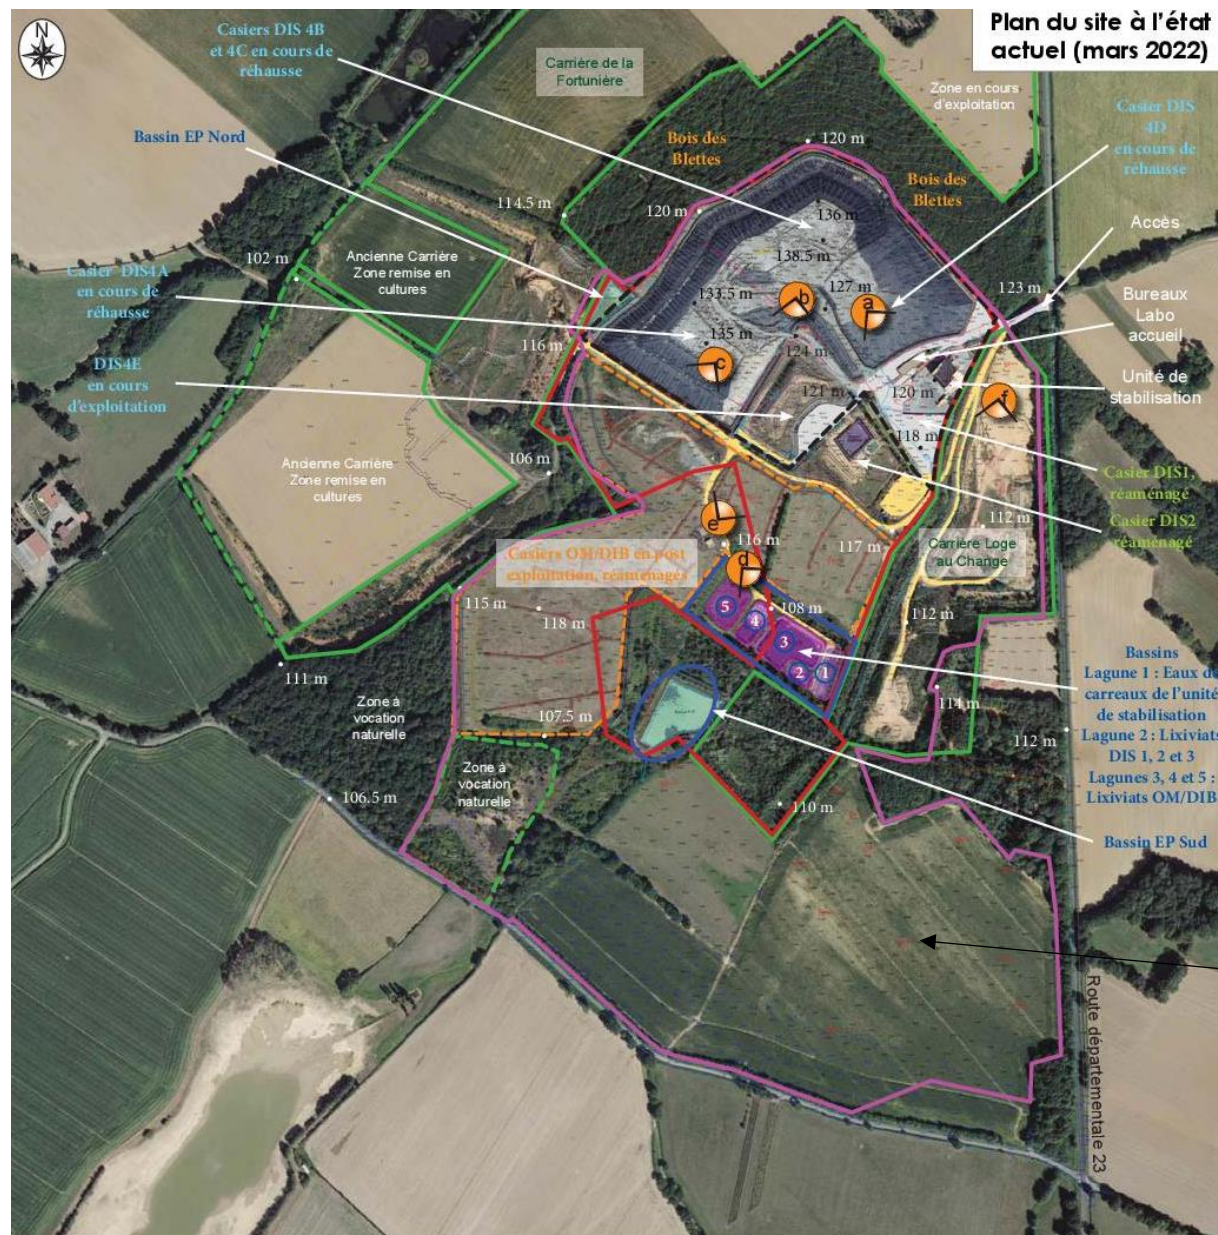 Plan du site à l'état
actuel (mars 2022)
Casiers DIS 4B
et 4C en cours de
réhausse
Carrière de la
Fortunière
Zone en cours
d'exploitation
Casier DIS
4D
en cours de
réhausse
Bassin EP Nord
Bois des
Blettes
120 m
Bois des
Blettes
114.5 m
120 m
136 m
Accès
138.5 m
102 m
Ancienne Carrière
Zone remise en
cultures
Casier DIS4A
en cours de
réhausse
133.5 m
127 m
b
a
123 m
Bureaux
Labo
accueil
116 m
135 m
124 m
c
DIS4E
en cours
d'exploitation
121 m
120 m
f
Unité de
stabilisation
118 m
Ancienne Carrière
Zone remise en
cultures
106 m
Casier DIS1,
réaménagé
Casier DIS2
réaménagé
e
112 m
116 m
117 m
Carrière Loge
au Change
Casiers OM/DIB en post
exploitation, réaménagés
d
115 m
118 m
5
4
3
2
1
108 m
112 m
111 m
Bassins
Lagune 1 : Eaux de
carreaux de l'unité
de stabilisation
Lagune 2 : Lixiviats
DIS 1, 2 et 3
Lagunes 3, 4 et 5 :
Lixiviats OM/DIB
114 m
Zone à
vocation
naturelle
107.5 m
112 m
Zone à
vocation
naturelle
106.5 m
110 m
Bassin EP Sud
Route départementale 23